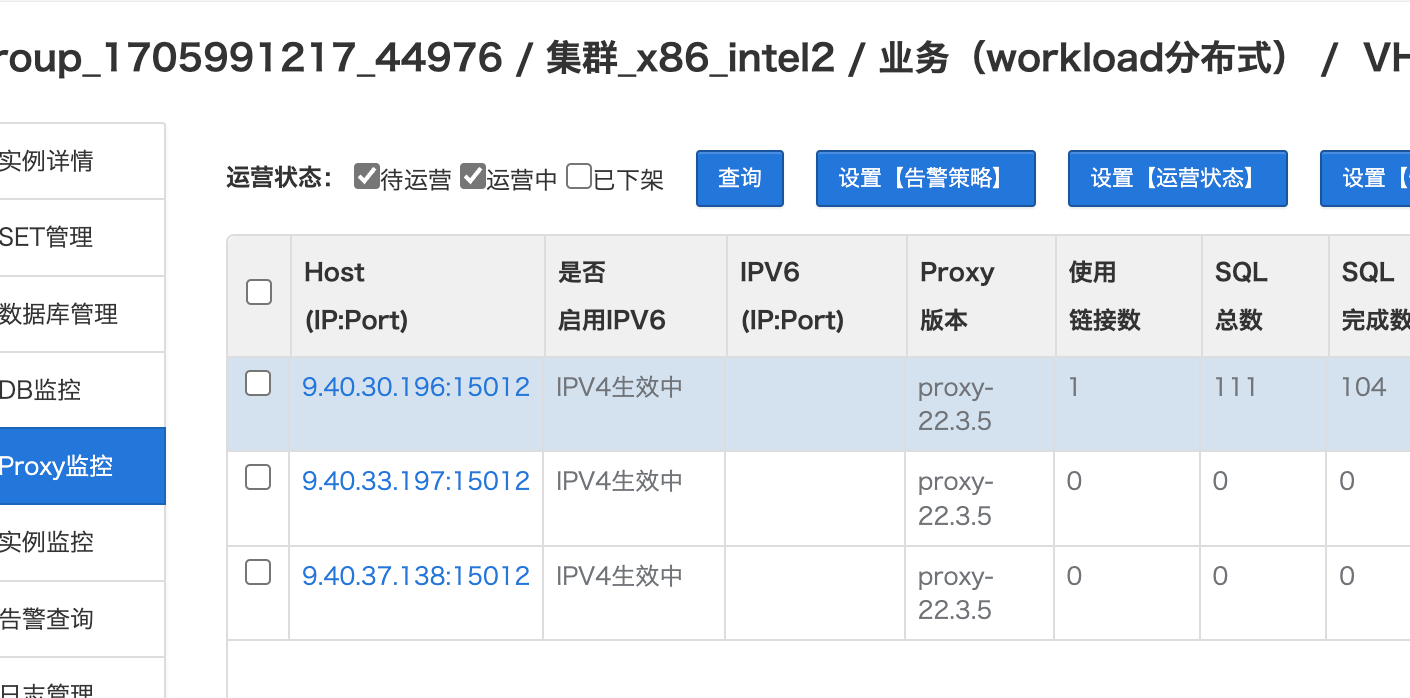 roup_1705991217_44976 / 集群_x86_intel2 / 业务（workload分布式） / VH
实例详情
SET管理
数据库管理
DB监控
Proxy监控
实例监控
告警查询
日志管理
运营状态： 待运营 运营中 已下架 查询 设置【告警策略】 设置【运营状态】 设置【
Host (IP:Port) 是否 启用IPV6 IPV6 (IP:Port) Proxy 版本 使用 链接数 SQL 总数 SQL 完成数
9.40.30.196:15012 IPV4生效中 proxy-22.3.5 1 111 104
9.40.33.197:15012 IPV4生效中 proxy-22.3.5 0 0 0
9.40.37.138:15012 IPV4生效中 proxy-22.3.5 0 0 0